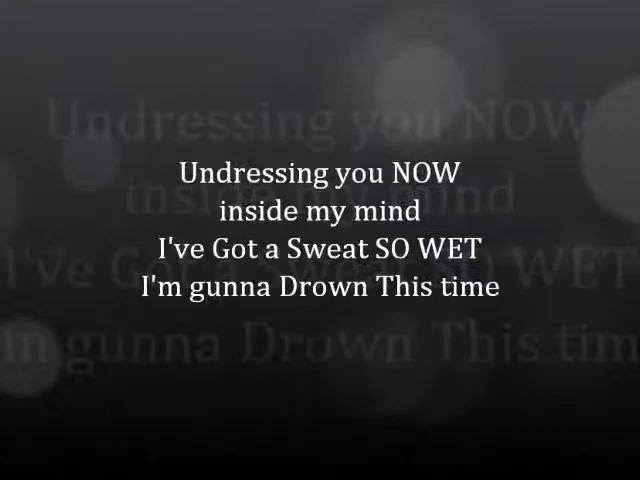 Undressing you NOW
inside my mind
I've Got a Sweat SO WET
I'm gunna Drown This time